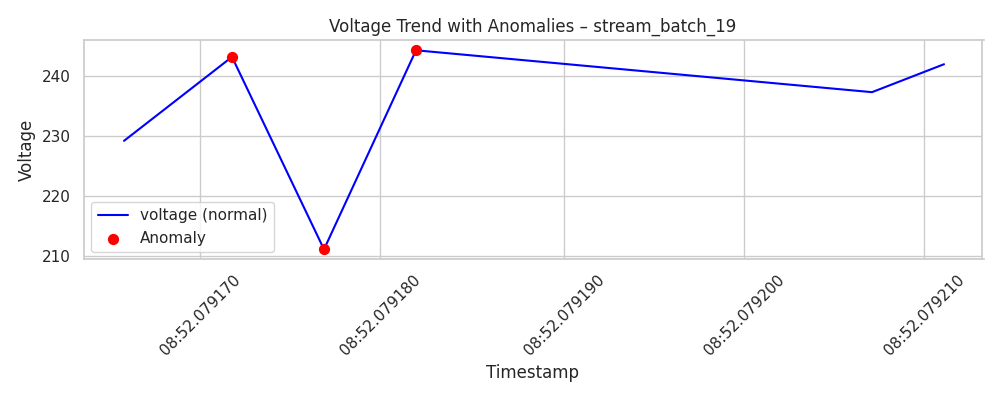 Voltage Trend with Anomalies – stream_batch_19
Voltage
240
230
220
210
voltage (normal)
Anomaly
08:52.079170
08:52.079180
08:52.079190
08:52.079200
08:52.079210
Timestamp